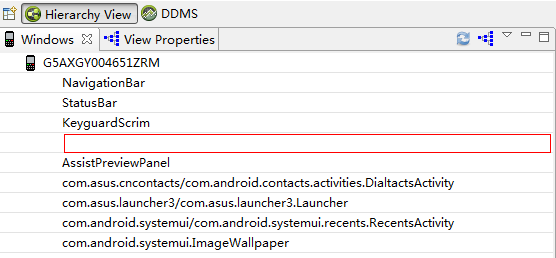 Hierarchy View DDMS
Windows View Properties
G5AXGY004651ZRM
NavigationBar
StatusBar
KeyguardScrim
AssistPreviewPanel
com.asus.cncontacts/com.android.contacts.activities.DialtactsActivity
com.asus.launcher3/com.asus.launcher3.Launcher
com.android.systemui/com.android.systemui.recents.RecentsActivity
com.android.systemui.ImageWallpaper